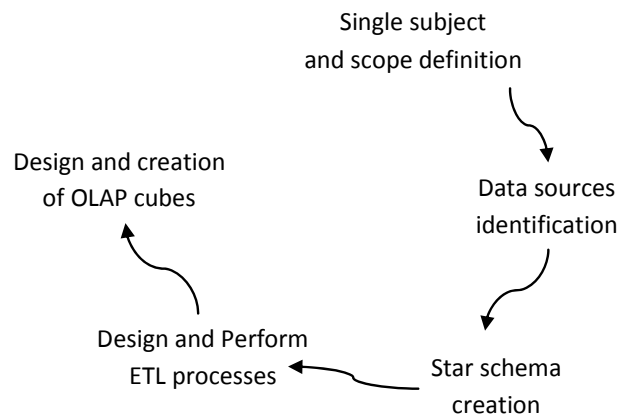 Single subject
and scope definition
Data sources
identification
Star schema
creation
Design and Perform
ETL processes
Design and creation
of OLAP cubes